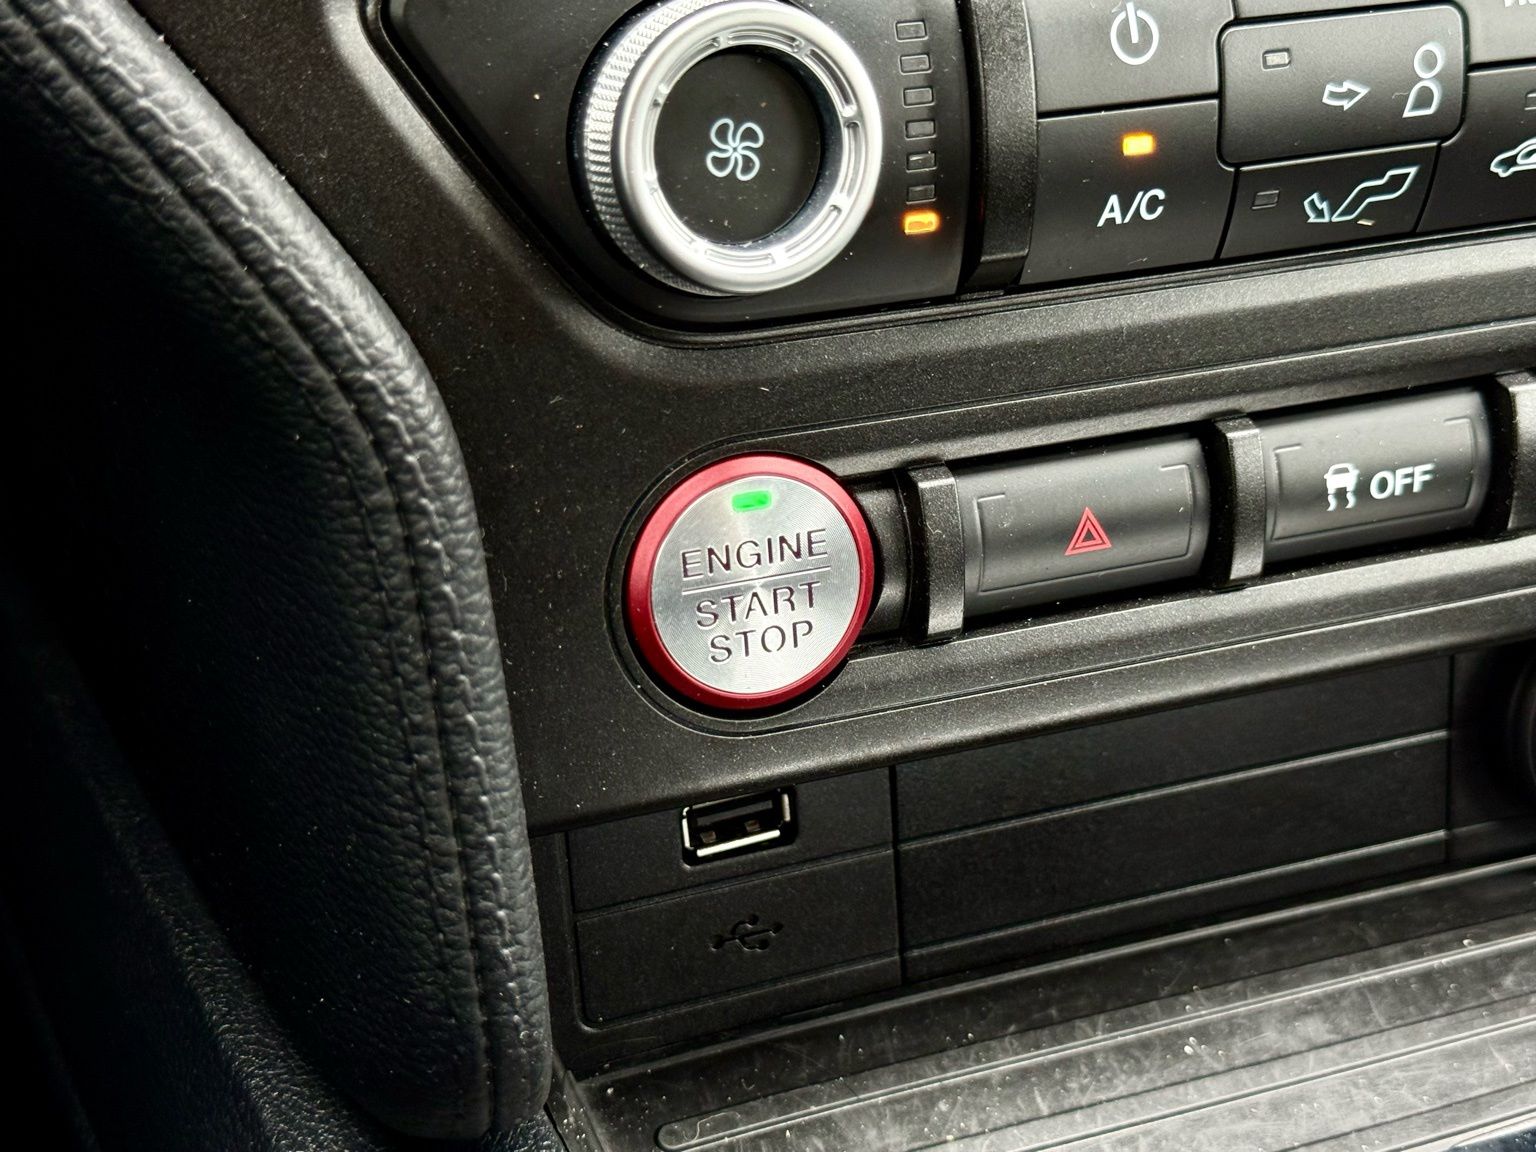 A/C
OFF
ENGINE
START
STOP